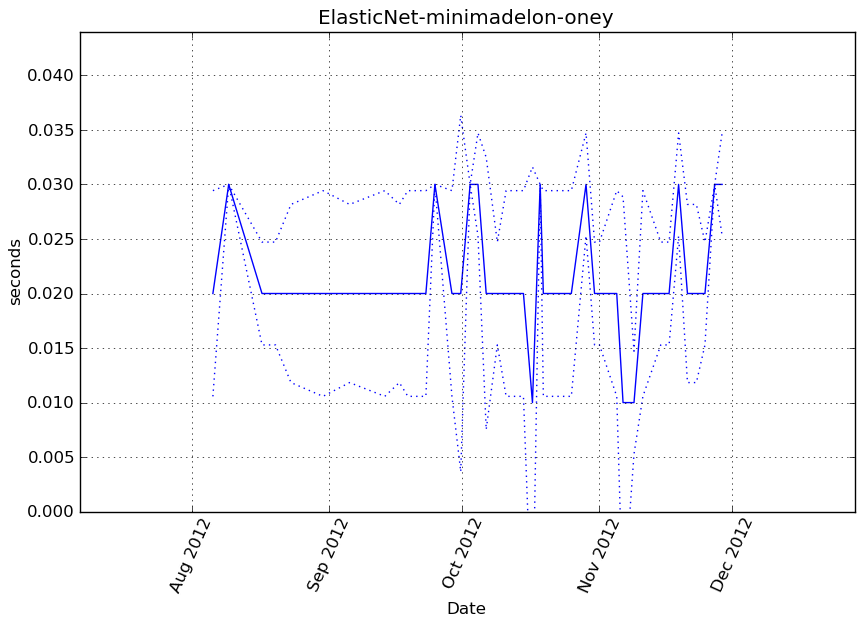 ElasticNet-minimadelon-oney
0.040
0.035
0.030
0.025
0.020
0.015
0.010
0.005
0.000
seconds
Aug 2012
Sep 2012
Oct 2012
Nov 2012
Dec 2012
Date